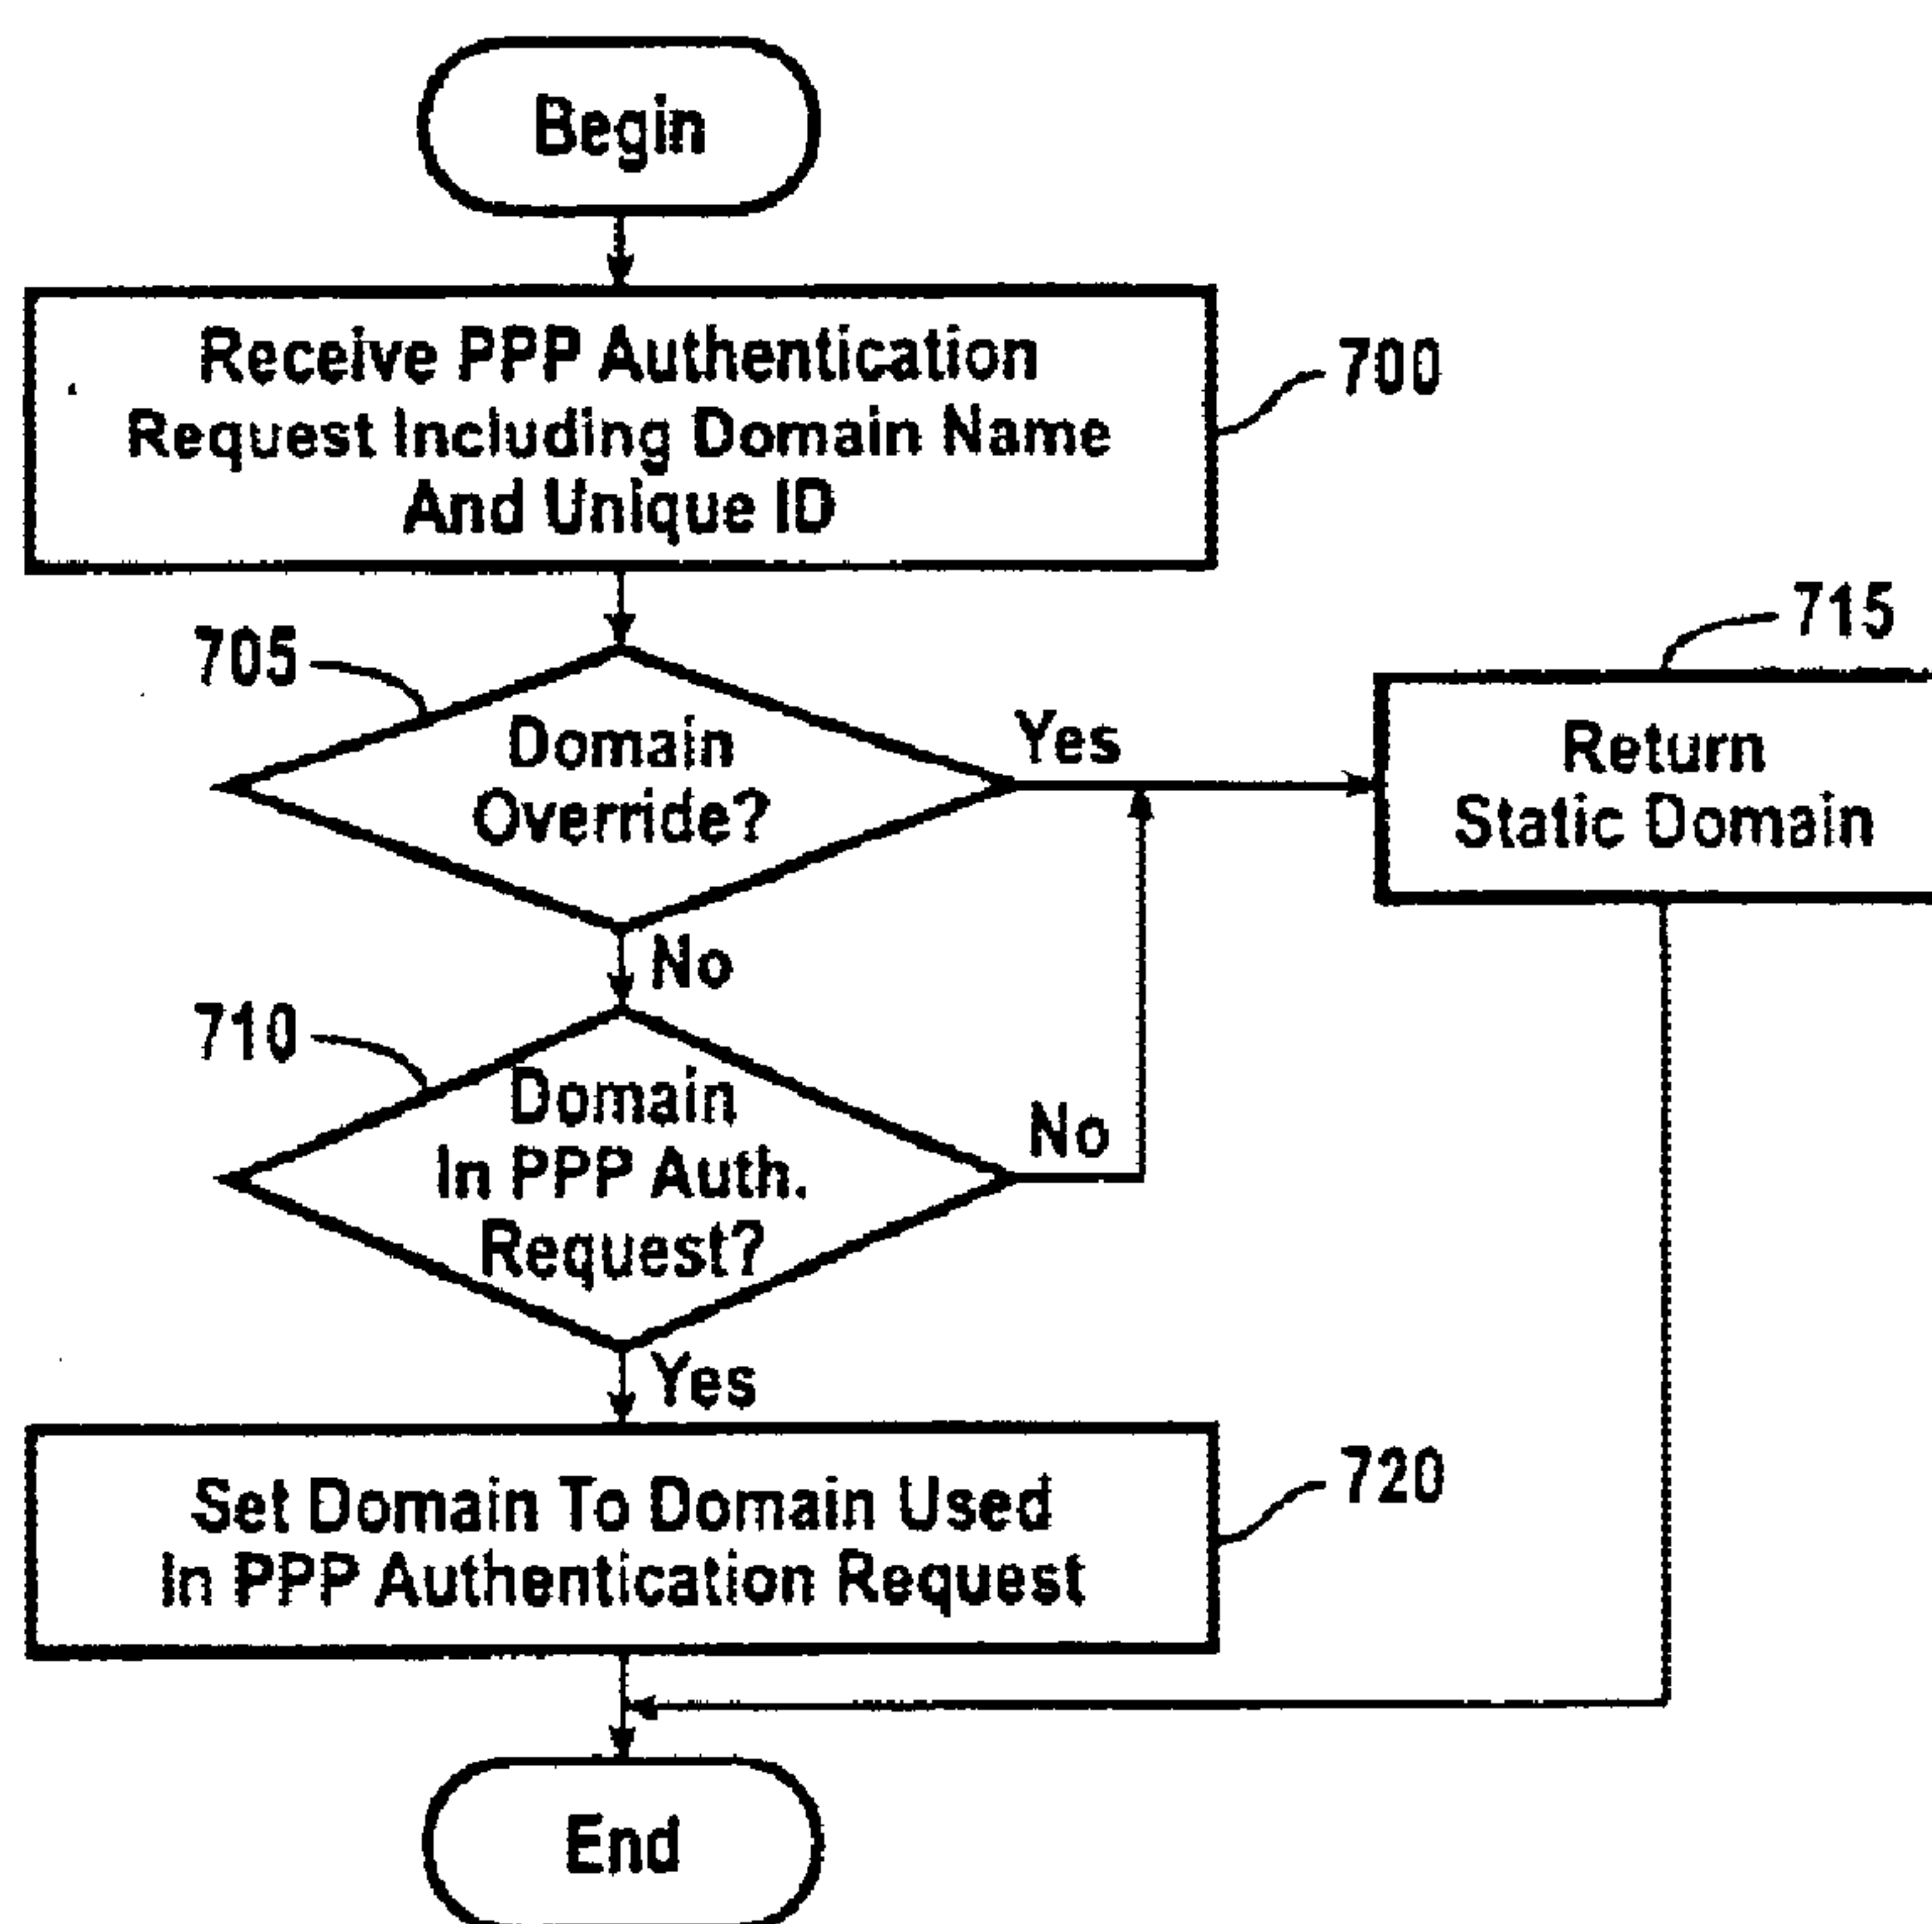 Begin
Receive PPP Authentication
Request Including Domain Name
And Unique ID
700
705
Domain
Override?
Yes
715
Return
Static Domain
No
710
Domain
In PPP Auth.
Request?
No
Yes
Set Domain To Domain Used
In PPP Authentication Request
720
End